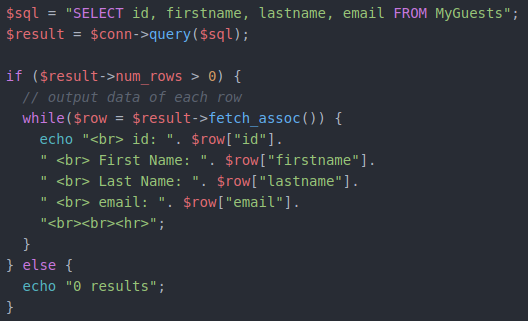 $sql = "SELECT id, firstname, lastname, email FROM MyGuests";
$result = $conn->query($sql);

if ($result->num_rows > 0) {
  // output data of each row
  while($row = $result->fetch_assoc()) {
    echo "<br> id: ". $row["id"].
    " <br> First Name: ". $row["firstname"].
    " <br> Last Name: ". $row["lastname"].
    " <br> email: ". $row["email"].
    "<br><br><hr>";
  }
} else {
  echo "0 results";
}